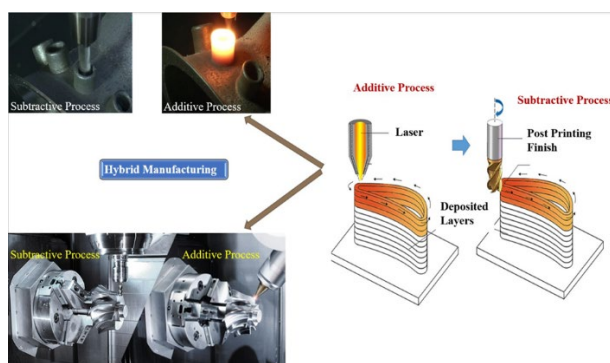 Subtractive Process
Additive Process
Hybrid Manufacturing
Subtractive Process
Additive Process
Additive Process
Laser
Deposited
Layers
Subtractive Process
Post Printing
Finish